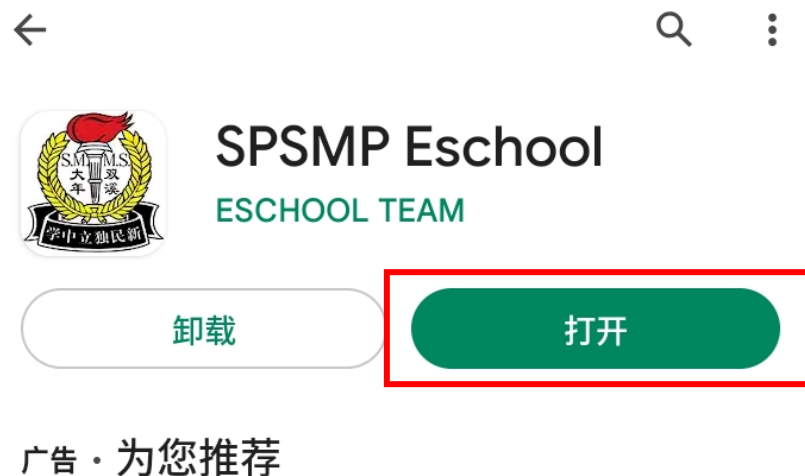 SPSMP Eschool
S.M. M.S.
大 双
年 溪
学中立独民新
ESCHOOL TEAM
卸载
打开
广告 · 为您推荐